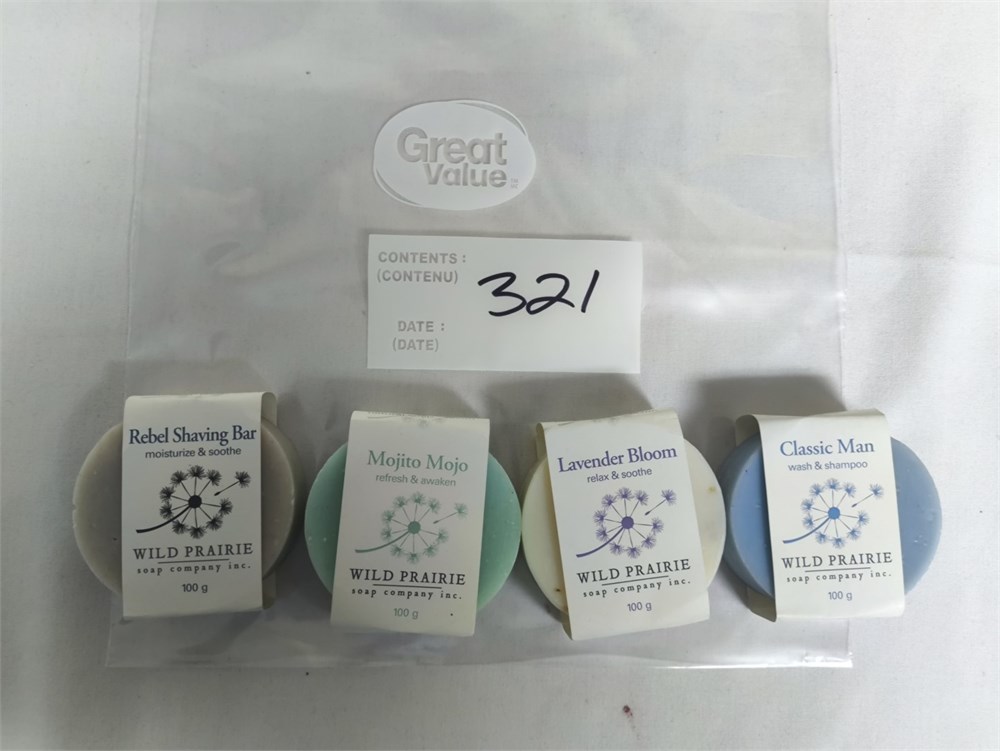 Great
Value
CONTENTS :
(CONTENU)
321
DATE :
(DATE)
Rebel Shaving Bar
moisturize & soothe
WILD PRAIRIE
soap company inc.
100 g
Mojito Mojo
refresh & awaken
WILD PRAIRIE
soap company inc.
100 g
Lavender Bloom
relax & soothe
WILD PRAIRIE
soap company inc.
100 g
Classic Man
wash & shampoo
WILD PRAIRIE
soap company inc.
100 g